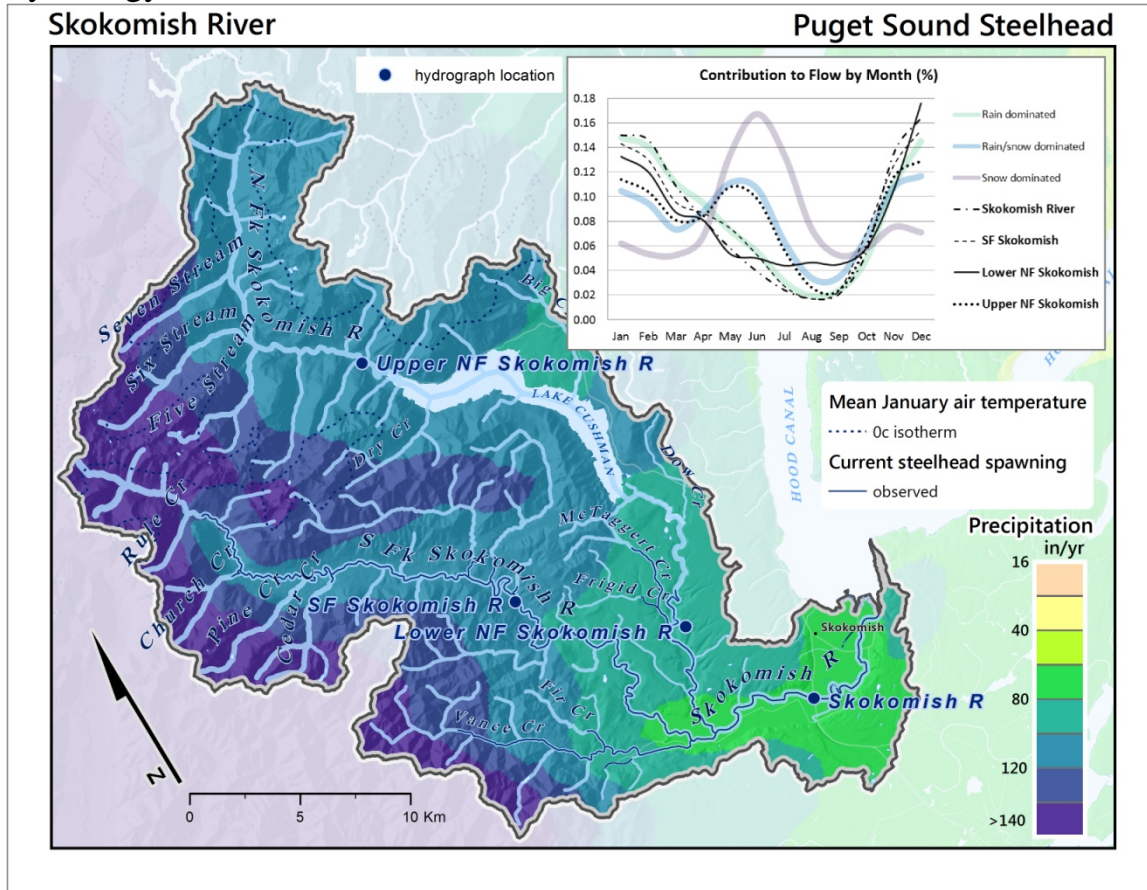 Skokomish River
Puget Sound Steelhead
hydrograph location
Contribution to Flow by Month (%)
0.18
0.16
0.14
0.12
0.10
0.08
0.06
0.04
0.02
0.00
Jan Feb Mar Apr May Jun Jul Aug Sep Oct Nov Dec
Rain dominated
Rain/snow dominated
Snow dominated
Skokomish River
SF Skokomish
Lower NF Skokomish
Upper NF Skokomish
N Fk Skokomish R
Seven Stream
Six Stream
Five Stream
Big Cr
Upper NF Skokomish R
LAKE CUSHMAN
Dry Cr
Dow Cr
HOOD CANAL
Mean January air temperature
0c isotherm
Current steelhead spawning
observed
Rule Cr
Church Cr
Pine Cr
Cedar Cr
S Fk Skokomish R
McTaggert Cr
Frigid Cr
SF Skokomish R
Lower NF Skokomish R
Skokomish
Skokomish R
Skokomish R
Fir Cr
Vance Cr
Precipitation
in/yr
16
40
80
120
>140
N
0 5 10 Km